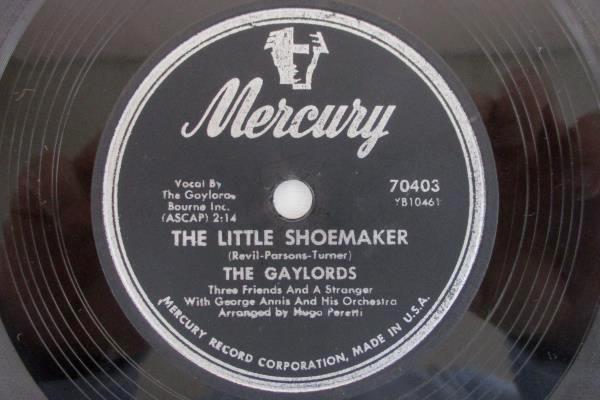 Mercury
Vocal By
The Gaylords
Bourne Inc.
(ASCAP) 2:14
70403
YB10461
THE LITTLE SHOEMAKER
(Revil-Parsons-Turner)
THE GAYLORDS
Three Friends And A Stranger
With George Annis And His Orchestra
Arranged by Hugo Peretti
MERCURY RECORD CORPORATION, MADE IN U.S.A.